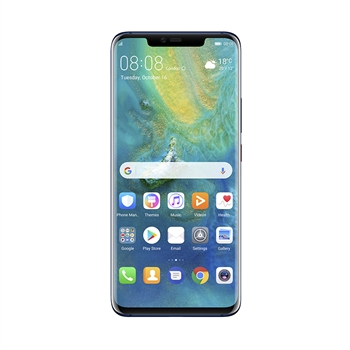 08:08
18°C
Tuesday, October 16
Phone Man.. Themes Music Videos Health
Google Play Store Email Settings Gallery